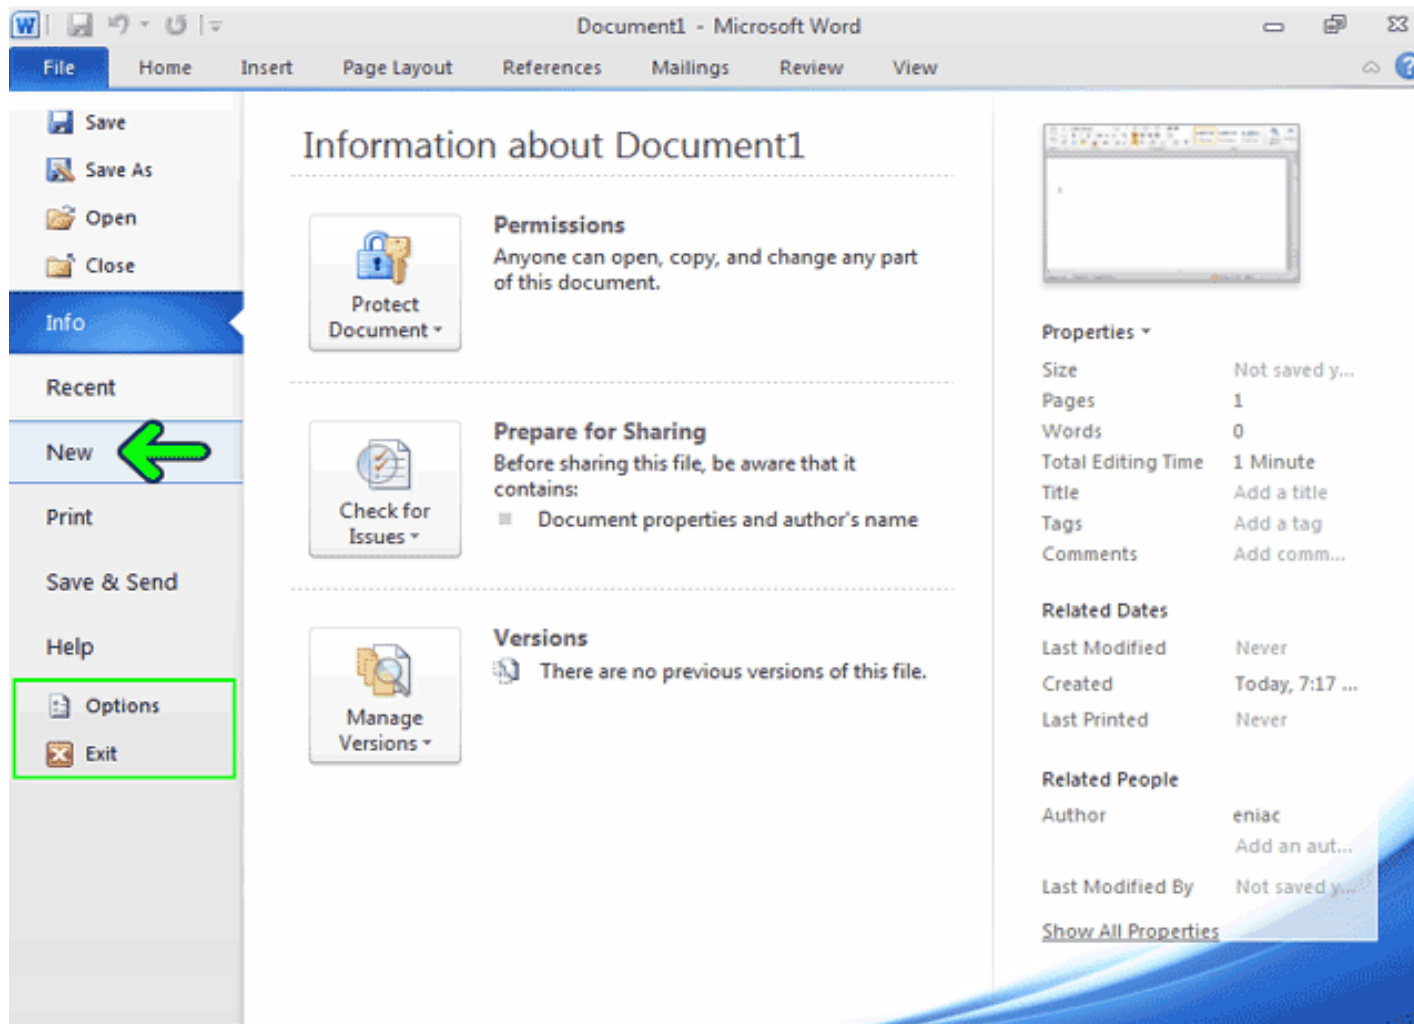 Document1 - Microsoft Word
File Home Insert Page Layout References Mailings Review View
Save
Save As
Open
Close
Info
Recent
New
Print
Save & Send
Help
Options
Exit
Information about Document1
Protect
Document
Permissions
Anyone can open, copy, and change any part
of this document.
Check for
Issues
Prepare for Sharing
Before sharing this file, be aware that it
contains:
Document properties and author's name
Manage
Versions
Versions
There are no previous versions of this file.
Properties
Size Not saved y...
Pages 1
Words 0
Total Editing Time 1 Minute
Title Add a title
Tags Add a tag
Comments Add comm...
Related Dates
Last Modified Never
Created Today, 7:17 ...
Last Printed Never
Related People
Author eniac
Add an aut...
Last Modified By Not saved y...
Show All Properties